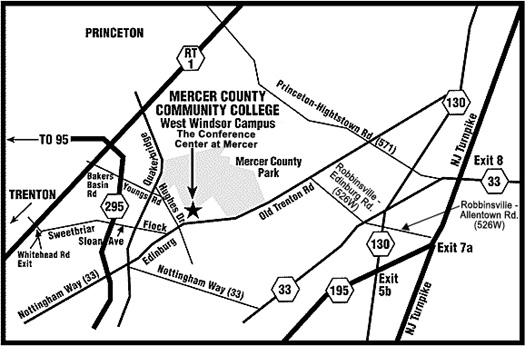 PRINCETON
RT
1
MERCER COUNTY
COMMUNITY COLLEGE
West Windsor Campus
The Conference
Center at Mercer
Princeton-Hightstown Rd (571)
130
NJ Turnpike
TO 95
Quakerbridge
Bakers
Basin
Rd
Youngs Rd
Hughes Dr
Mercer County
Park
Exit 8
33
TRENTON
295
Old Trenton Rd
Robbinsville -
Edinburg Rd.
(526W)
Robbinsville -
Allentown Rd.
(526W)
Sweetbriar
Sloan Ave
Flock
Whitehead Rd
Exit
Edinburg
130
Exit 7a
Nottingham Way (33)
Nottingham Way (33)
33
195
Exit
5b
NJ Turnpike